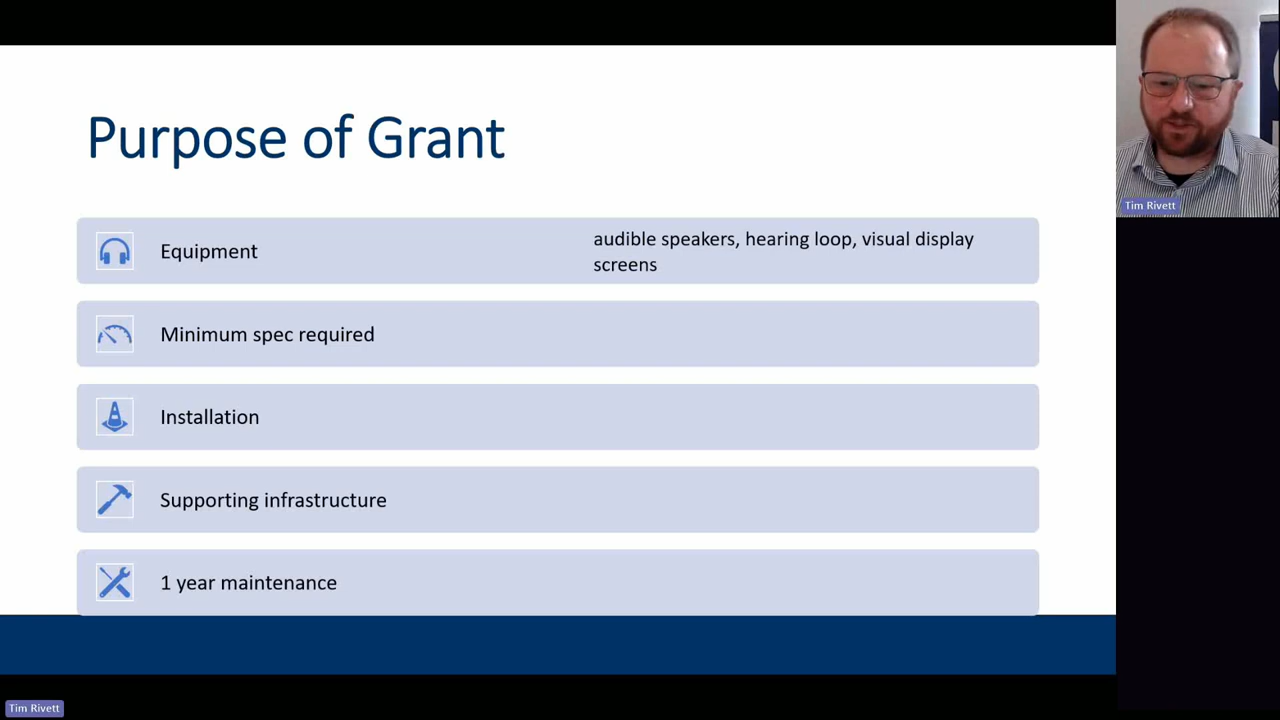 Purpose of Grant
Equipment
audible speakers, hearing loop, visual display
screens
Minimum spec required
Installation
Supporting infrastructure
1 year maintenance
Tim Rivett
Tim Rivett